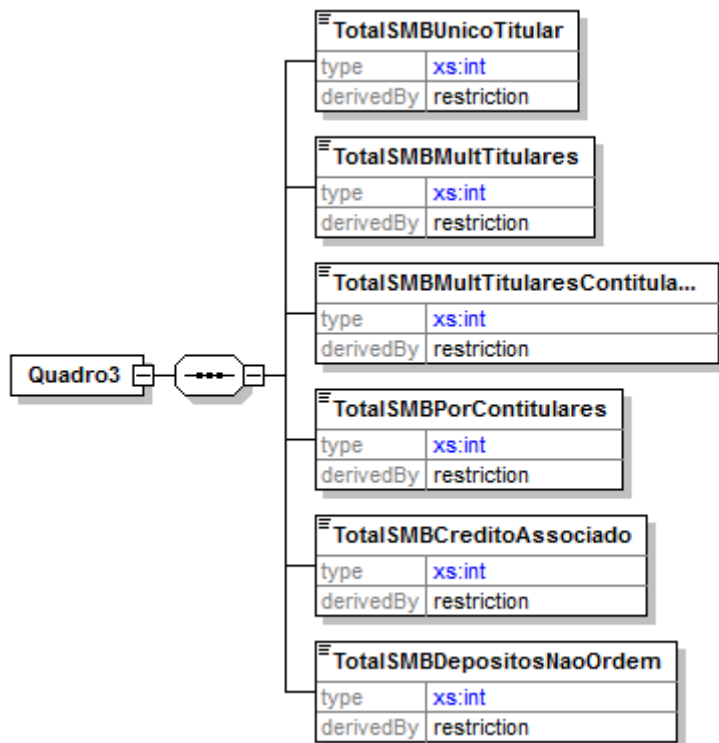 TotalSMBUnicoTitular
type xs:int
derivedBy restriction
TotalSMBMultTitulares
type xs:int
derivedBy restriction
TotalSMBMultTitularesContitula...
type xs:int
derivedBy restriction
Quadro3
TotalSMBPorContitulares
type xs:int
derivedBy restriction
TotalSMBCreditoAssociado
type xs:int
derivedBy restriction
TotalSMBDepositosNaoOrdem
type xs:int
derivedBy restriction